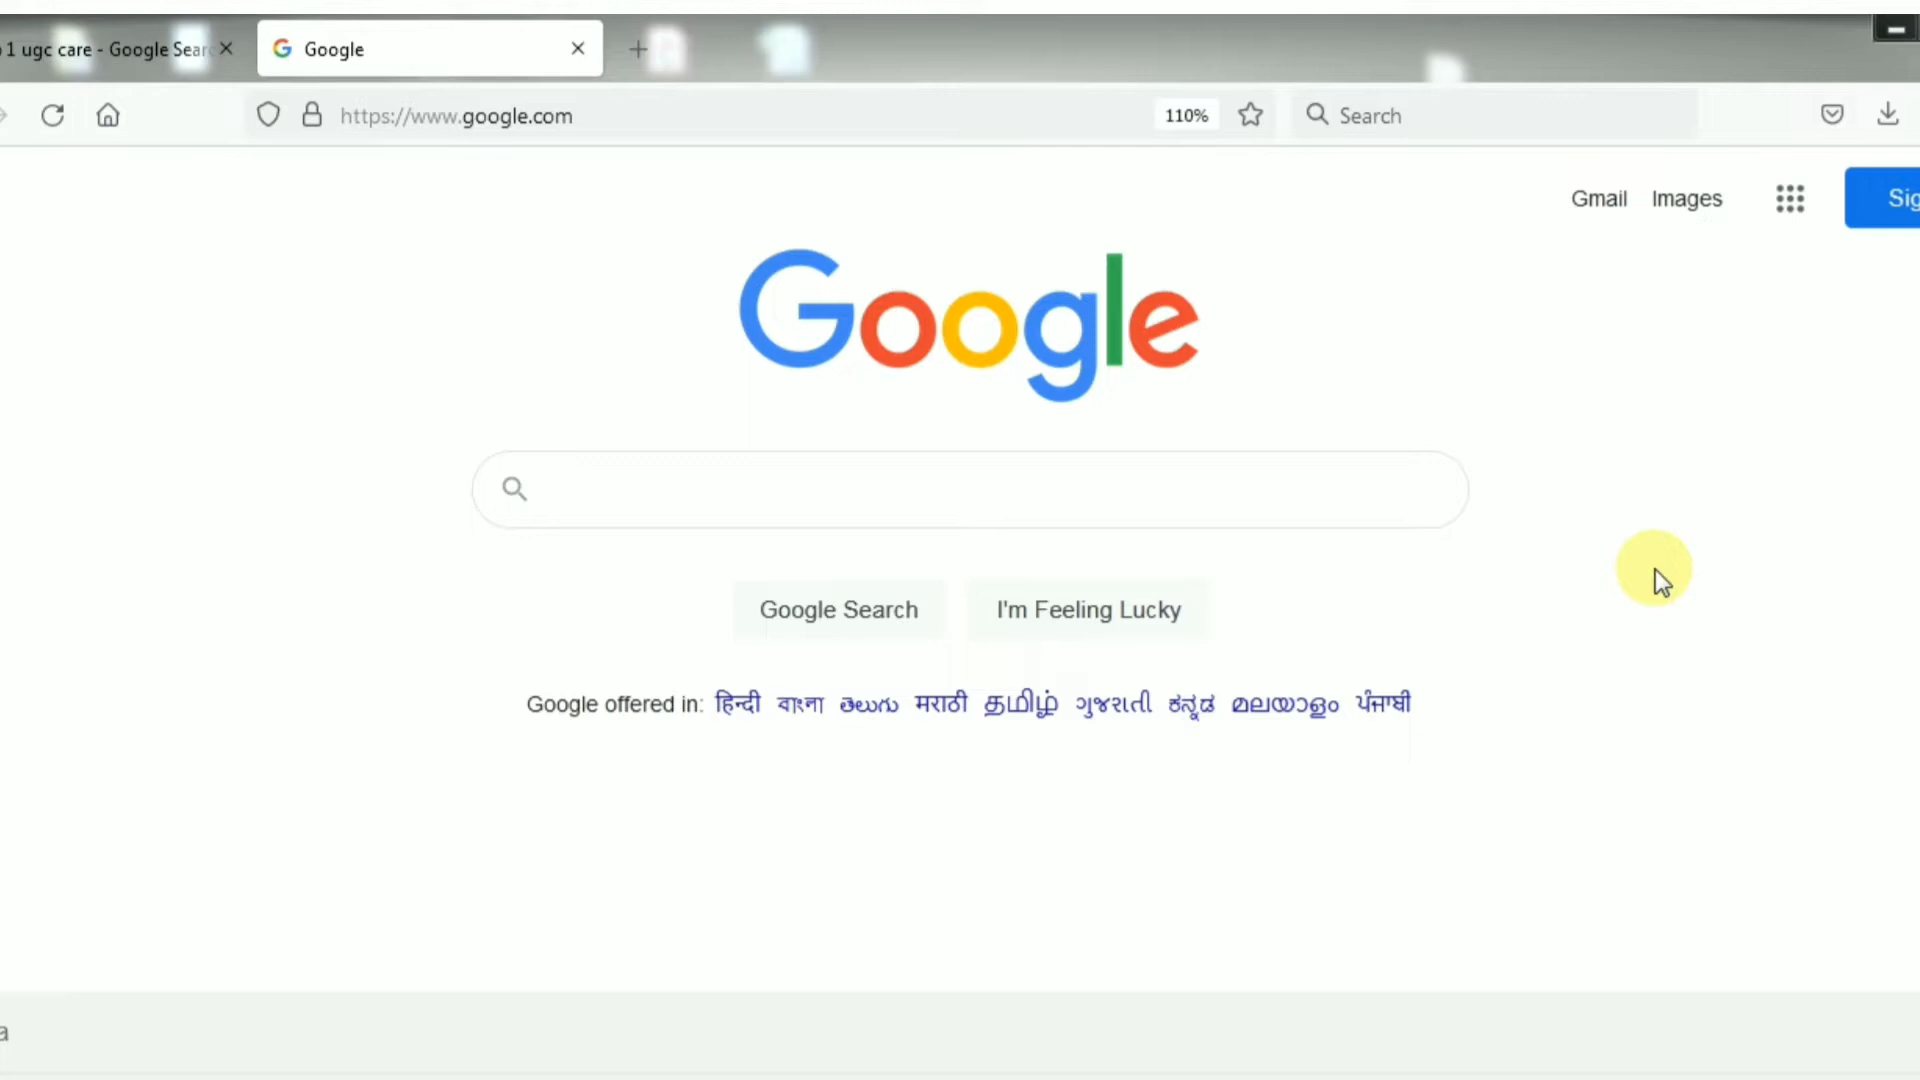 1 ugc care - Google Sear
Google
https://www.google.com
110%
Search
Gmail Images
Sig
Google
Google Search
I'm Feeling Lucky
Google offered in: हिन्दी বাংলা తెలుగు मराठी தமிழ் ગુજરાતી ಕನ್ನಡ മലയാളം ਪੰਜਾਬੀ
a